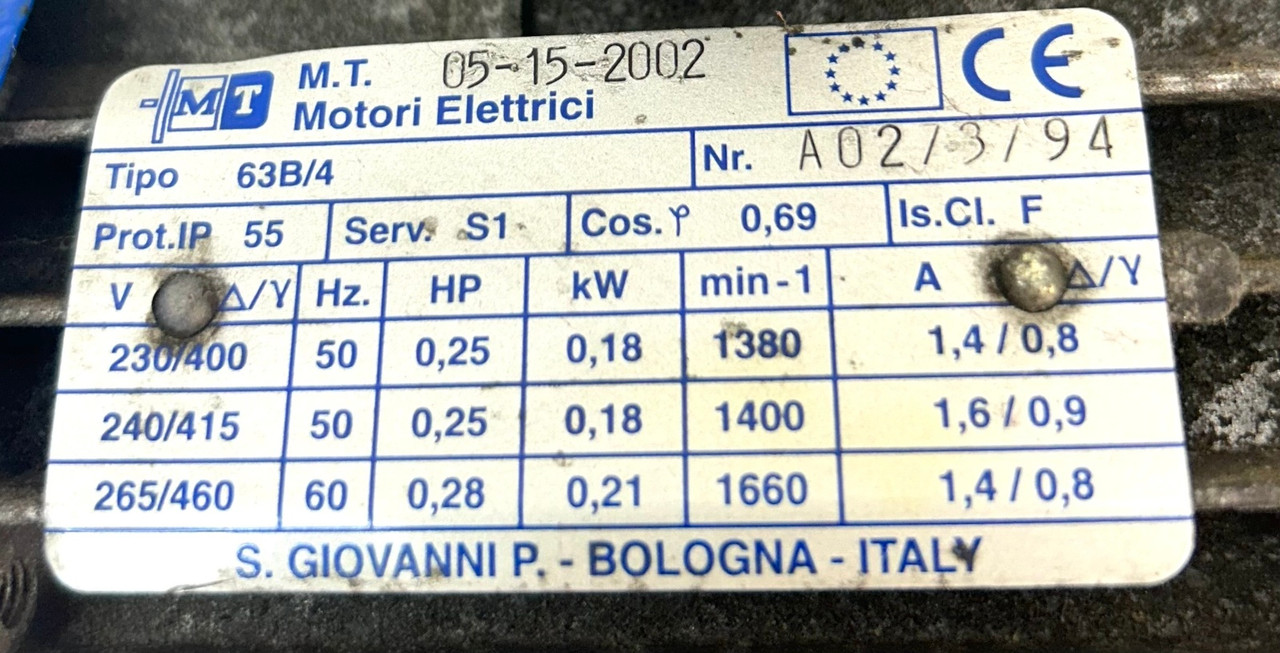 MT M.T. 05-15-2002 CE
Motori Elettrici
Tipo 63B/4 Nr. A02/3/94
Prot.IP 55 Serv. S1 Cos.φ 0,69 Is.Cl. F
V Δ/Y Hz. HP kW min-1 A Δ/Y
230/400 50 0,25 0,18 1380 1,4 / 0,8
240/415 50 0,25 0,18 1400 1,6 / 0,9
265/460 60 0,28 0,21 1660 1,4 / 0,8
S. GIOVANNI P. - BOLOGNA - ITALY